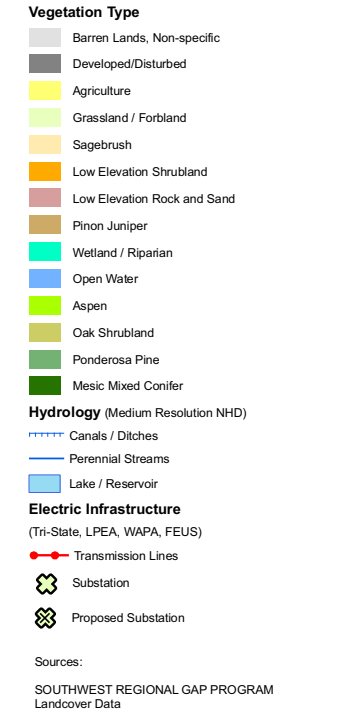 Vegetation Type
Barren Lands, Non-specific
Developed/Disturbed
Agriculture
Grassland / Forbland
Sagebrush
Low Elevation Shrubland
Low Elevation Rock and Sand
Pinon Juniper
Wetland / Riparian
Open Water
Aspen
Oak Shrubland
Ponderosa Pine
Mesic Mixed Conifer
Hydrology (Medium Resolution NHD)
Canals / Ditches
Perennial Streams
Lake / Reservoir
Electric Infrastructure
(Tri-State, LPEA, WAPA, FEUS)
Transmission Lines
Substation
Proposed Substation
Sources:
SOUTHWEST REGIONAL GAP PROGRAM
Landcover Data